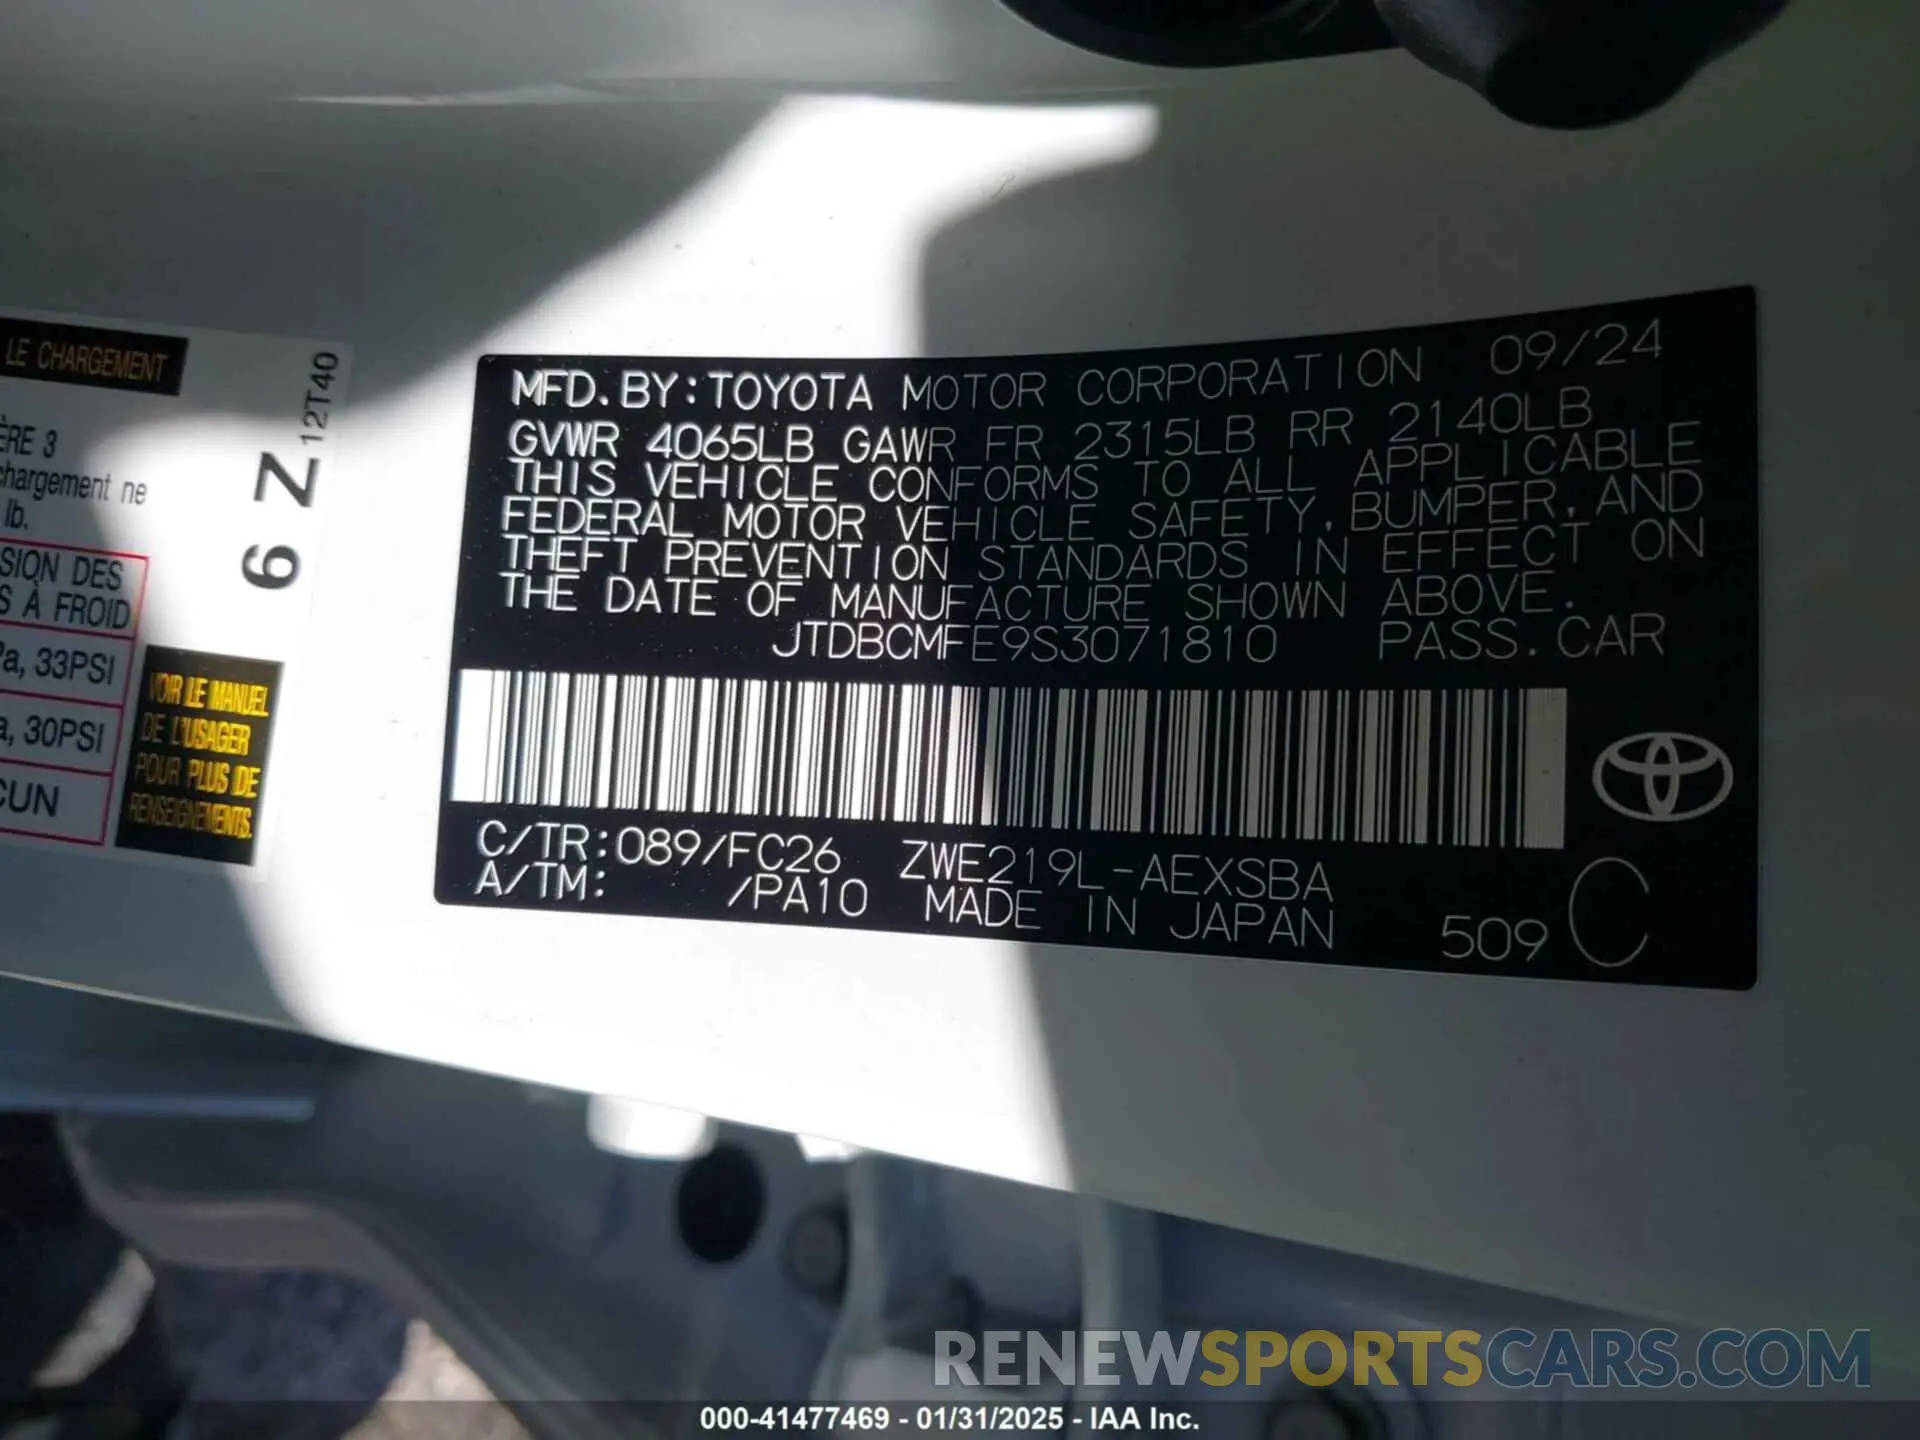 LE CHARGEMENT
ÈRE 3
chargement ne
lb.
SION DES
S À FROID
Pa, 33PSI
a, 30PSI
CUN
VOIR LE MANUEL
DE L'USAGER
POUR PLUS DE
RENSEIGNEMENTS.
6 Z 12T40
MFD. BY:TOYOTA MOTOR CORPORATION 09/24
GVWR 4065LB GAWR FR 2315LB RR 2140LB
THIS VEHICLE CONFORMS TO ALL APPLICABLE
FEDERAL MOTOR VEHICLE SAFETY, BUMPER, AND
THEFT PREVENTION STANDARDS IN EFFECT ON
THE DATE OF MANUFACTURE SHOWN ABOVE.
JTDBCMFE9S3071810 PASS. CAR
C/TR:089/FC26 ZWE219L-AEXSBA
A/TM: /PA10 MADE IN JAPAN
509 C
RENEWSPORTSCARS.COM
000-41477469 - 01/31/2025 - IAA Inc.